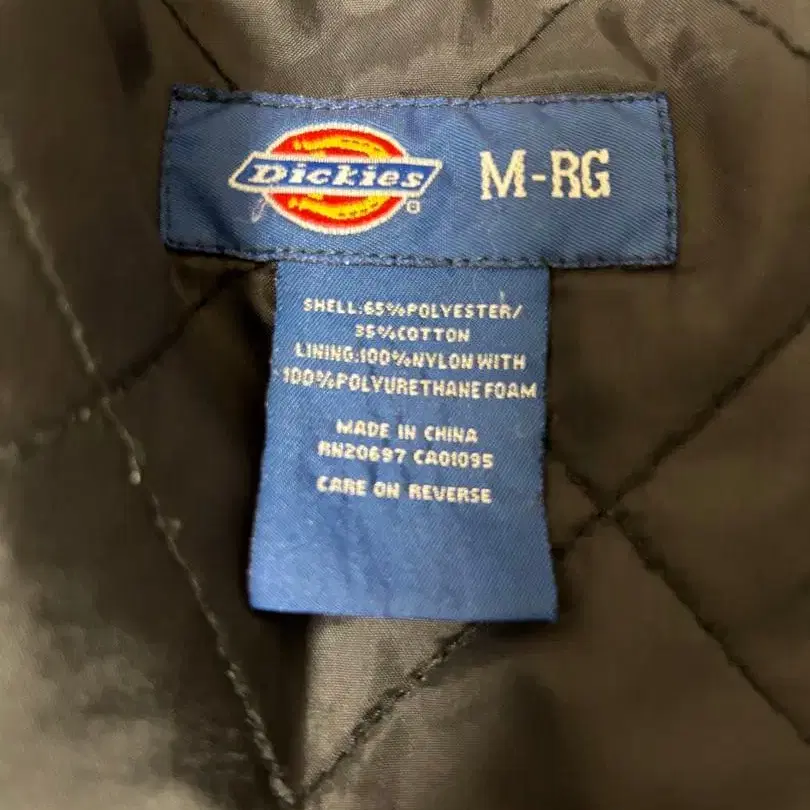 Dickies®
M-RG
SHELL:65%POLYESTER/
35%COTTON
LINING:100%NYLON WITH
100%POLYURETHANE FOAM
MADE IN CHINA
RN20697 CA01095
CARE ON REVERSE